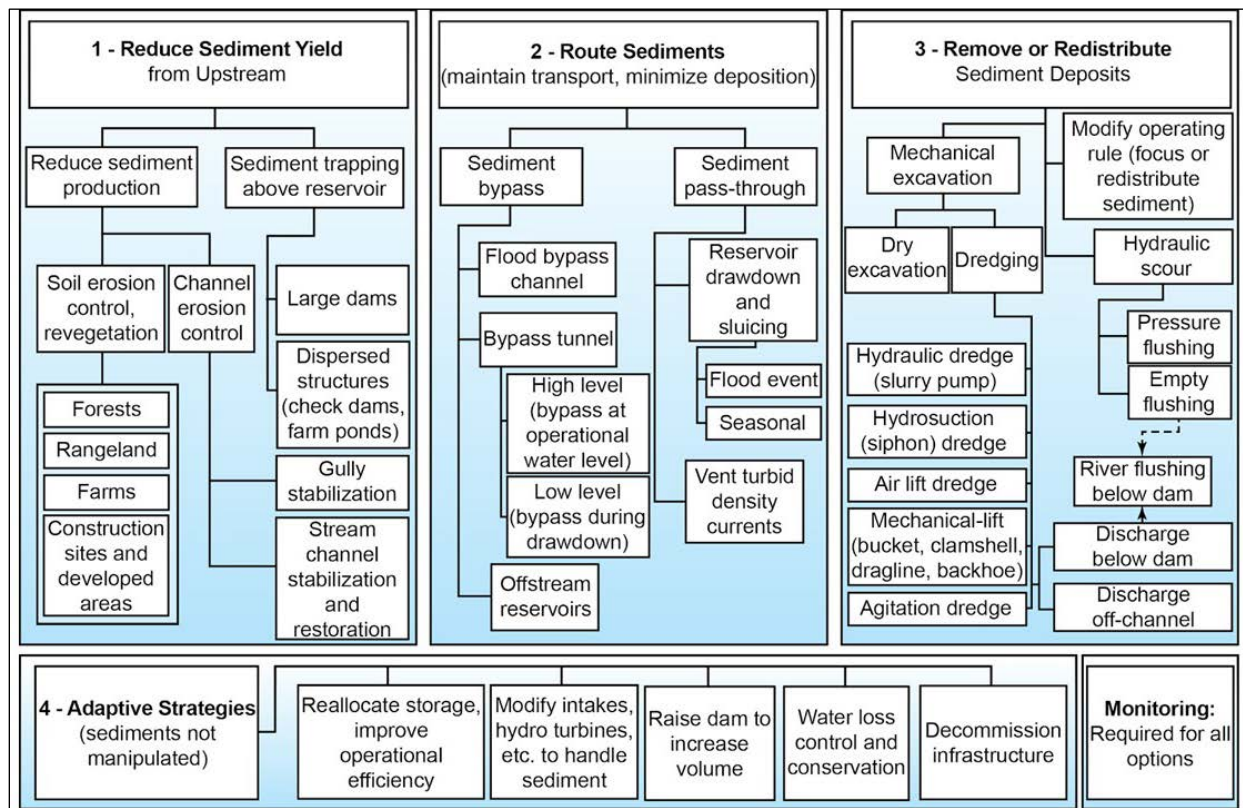 1 - Reduce Sediment Yield
from Upstream
Reduce sediment
production
Sediment trapping
above reservoir
Soil erosion
control,
revegetation
Channel
erosion
control
Large dams
Dispersed
structures
(check dams,
farm ponds)
Forests
Rangeland
Farms
Construction
sites and
developed
areas
Gully
stabilization
Stream
channel
stabilization
and
restoration
2 - Route Sediments
(maintain transport, minimize deposition)
Sediment
bypass
Sediment
pass-through
Flood bypass
channel
Bypass tunnel
High level
(bypass at
operational
water level)
Low level
(bypass during
drawdown)
Offstream
reservoirs
Reservoir
drawdown
and
sluicing
Flood event
Seasonal
Vent turbid
density
currents
3 - Remove or Redistribute
Sediment Deposits
Mechanical
excavation
Modify operating
rule (focus or
redistribute
sediment)
Dry
excavation
Dredging
Hydraulic
scour
Pressure
flushing
Empty
flushing
Hydraulic dredge
(slurry pump)
Hydrosuction
(siphon) dredge
Air lift dredge
Mechanical-lift
(bucket, clamshell,
dragline, backhoe)
Agitation dredge
River flushing
below dam
Discharge
below dam
Discharge
off-channel
4 - Adaptive Strategies
(sediments not
manipulated)
Reallocate storage,
improve
operational
efficiency
Modify intakes,
hydro turbines,
etc. to handle
sediment
Raise dam to
increase
volume
Water loss
control and
conservation
Decommission
infrastructure
Monitoring:
Required for all
options